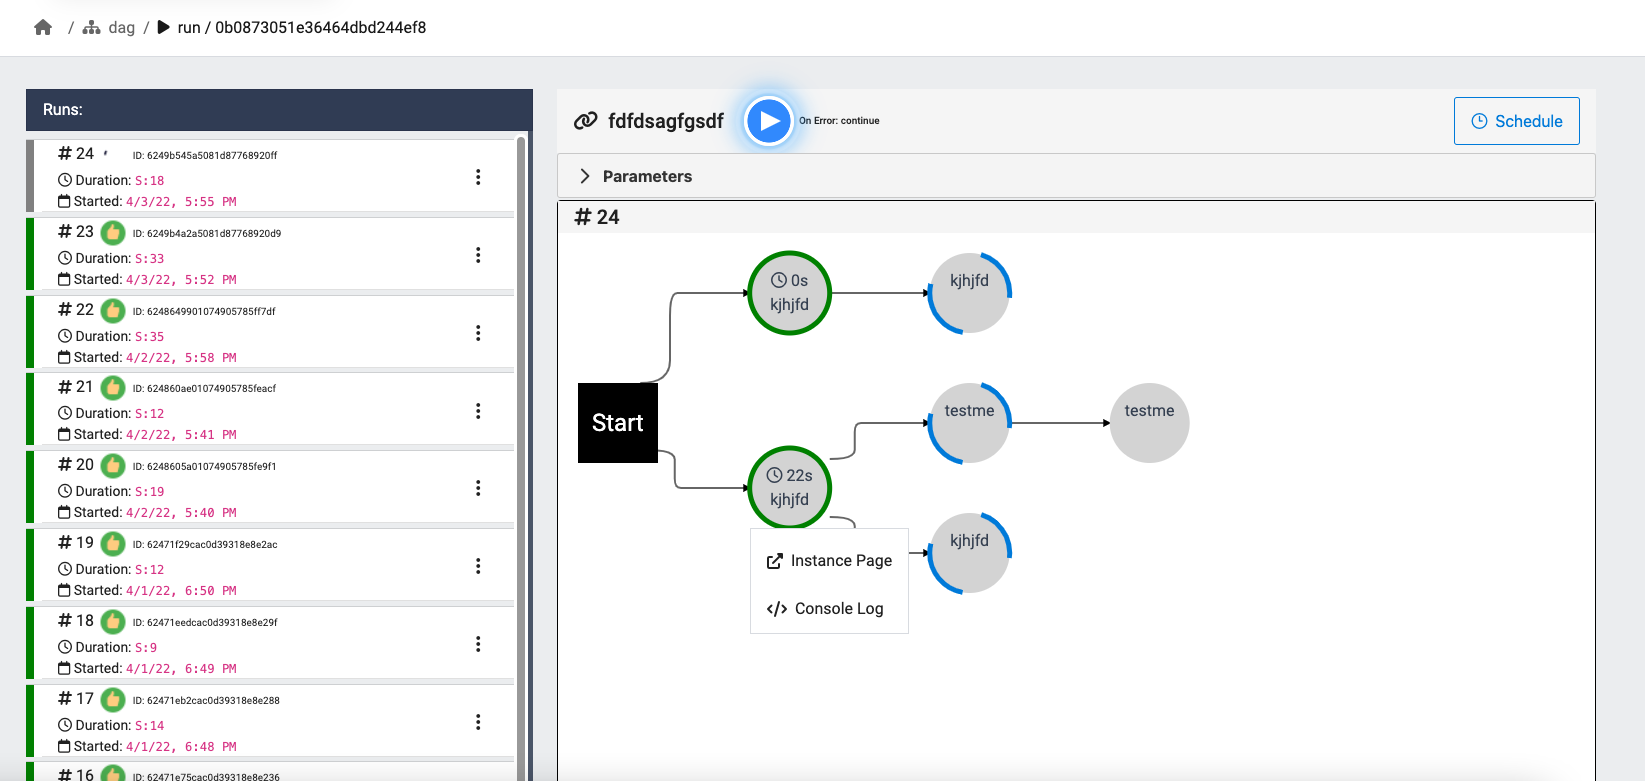 / dag / run / 0b0873051e36464dbd244ef8
Runs:
# 24 ID: 6249b545a5081d87768920ff
Duration: S:18
Started: 4/3/22, 5:55 PM
# 23 ID: 6249b4a2a5081d87768920d9
Duration: S:33
Started: 4/3/22, 5:52 PM
# 22 ID: 6248649901074905785ff7df
Duration: S:35
Started: 4/2/22, 5:58 PM
# 21 ID: 624860ae01074905785feacf
Duration: S:12
Started: 4/2/22, 5:41 PM
# 20 ID: 6248605a01074905785fe9f1
Duration: S:19
Started: 4/2/22, 5:40 PM
# 19 ID: 62471f29cac0d39318e8e2ac
Duration: S:12
Started: 4/1/22, 6:50 PM
# 18 ID: 62471eedcac0d39318e8e29f
Duration: S:9
Started: 4/1/22, 6:49 PM
# 17 ID: 62471eb2cac0d39318e8e288
Duration: S:14
Started: 4/1/22, 6:48 PM
# 16 ID: 62471e75cac0d39318e8e236
fdfdsagfgsdf On Error: continue
Schedule
Parameters
# 24
0s
kjhjfd
kjhjfd
Start
testme
testme
22s
kjhjfd
kjhjfd
Instance Page
</> Console Log